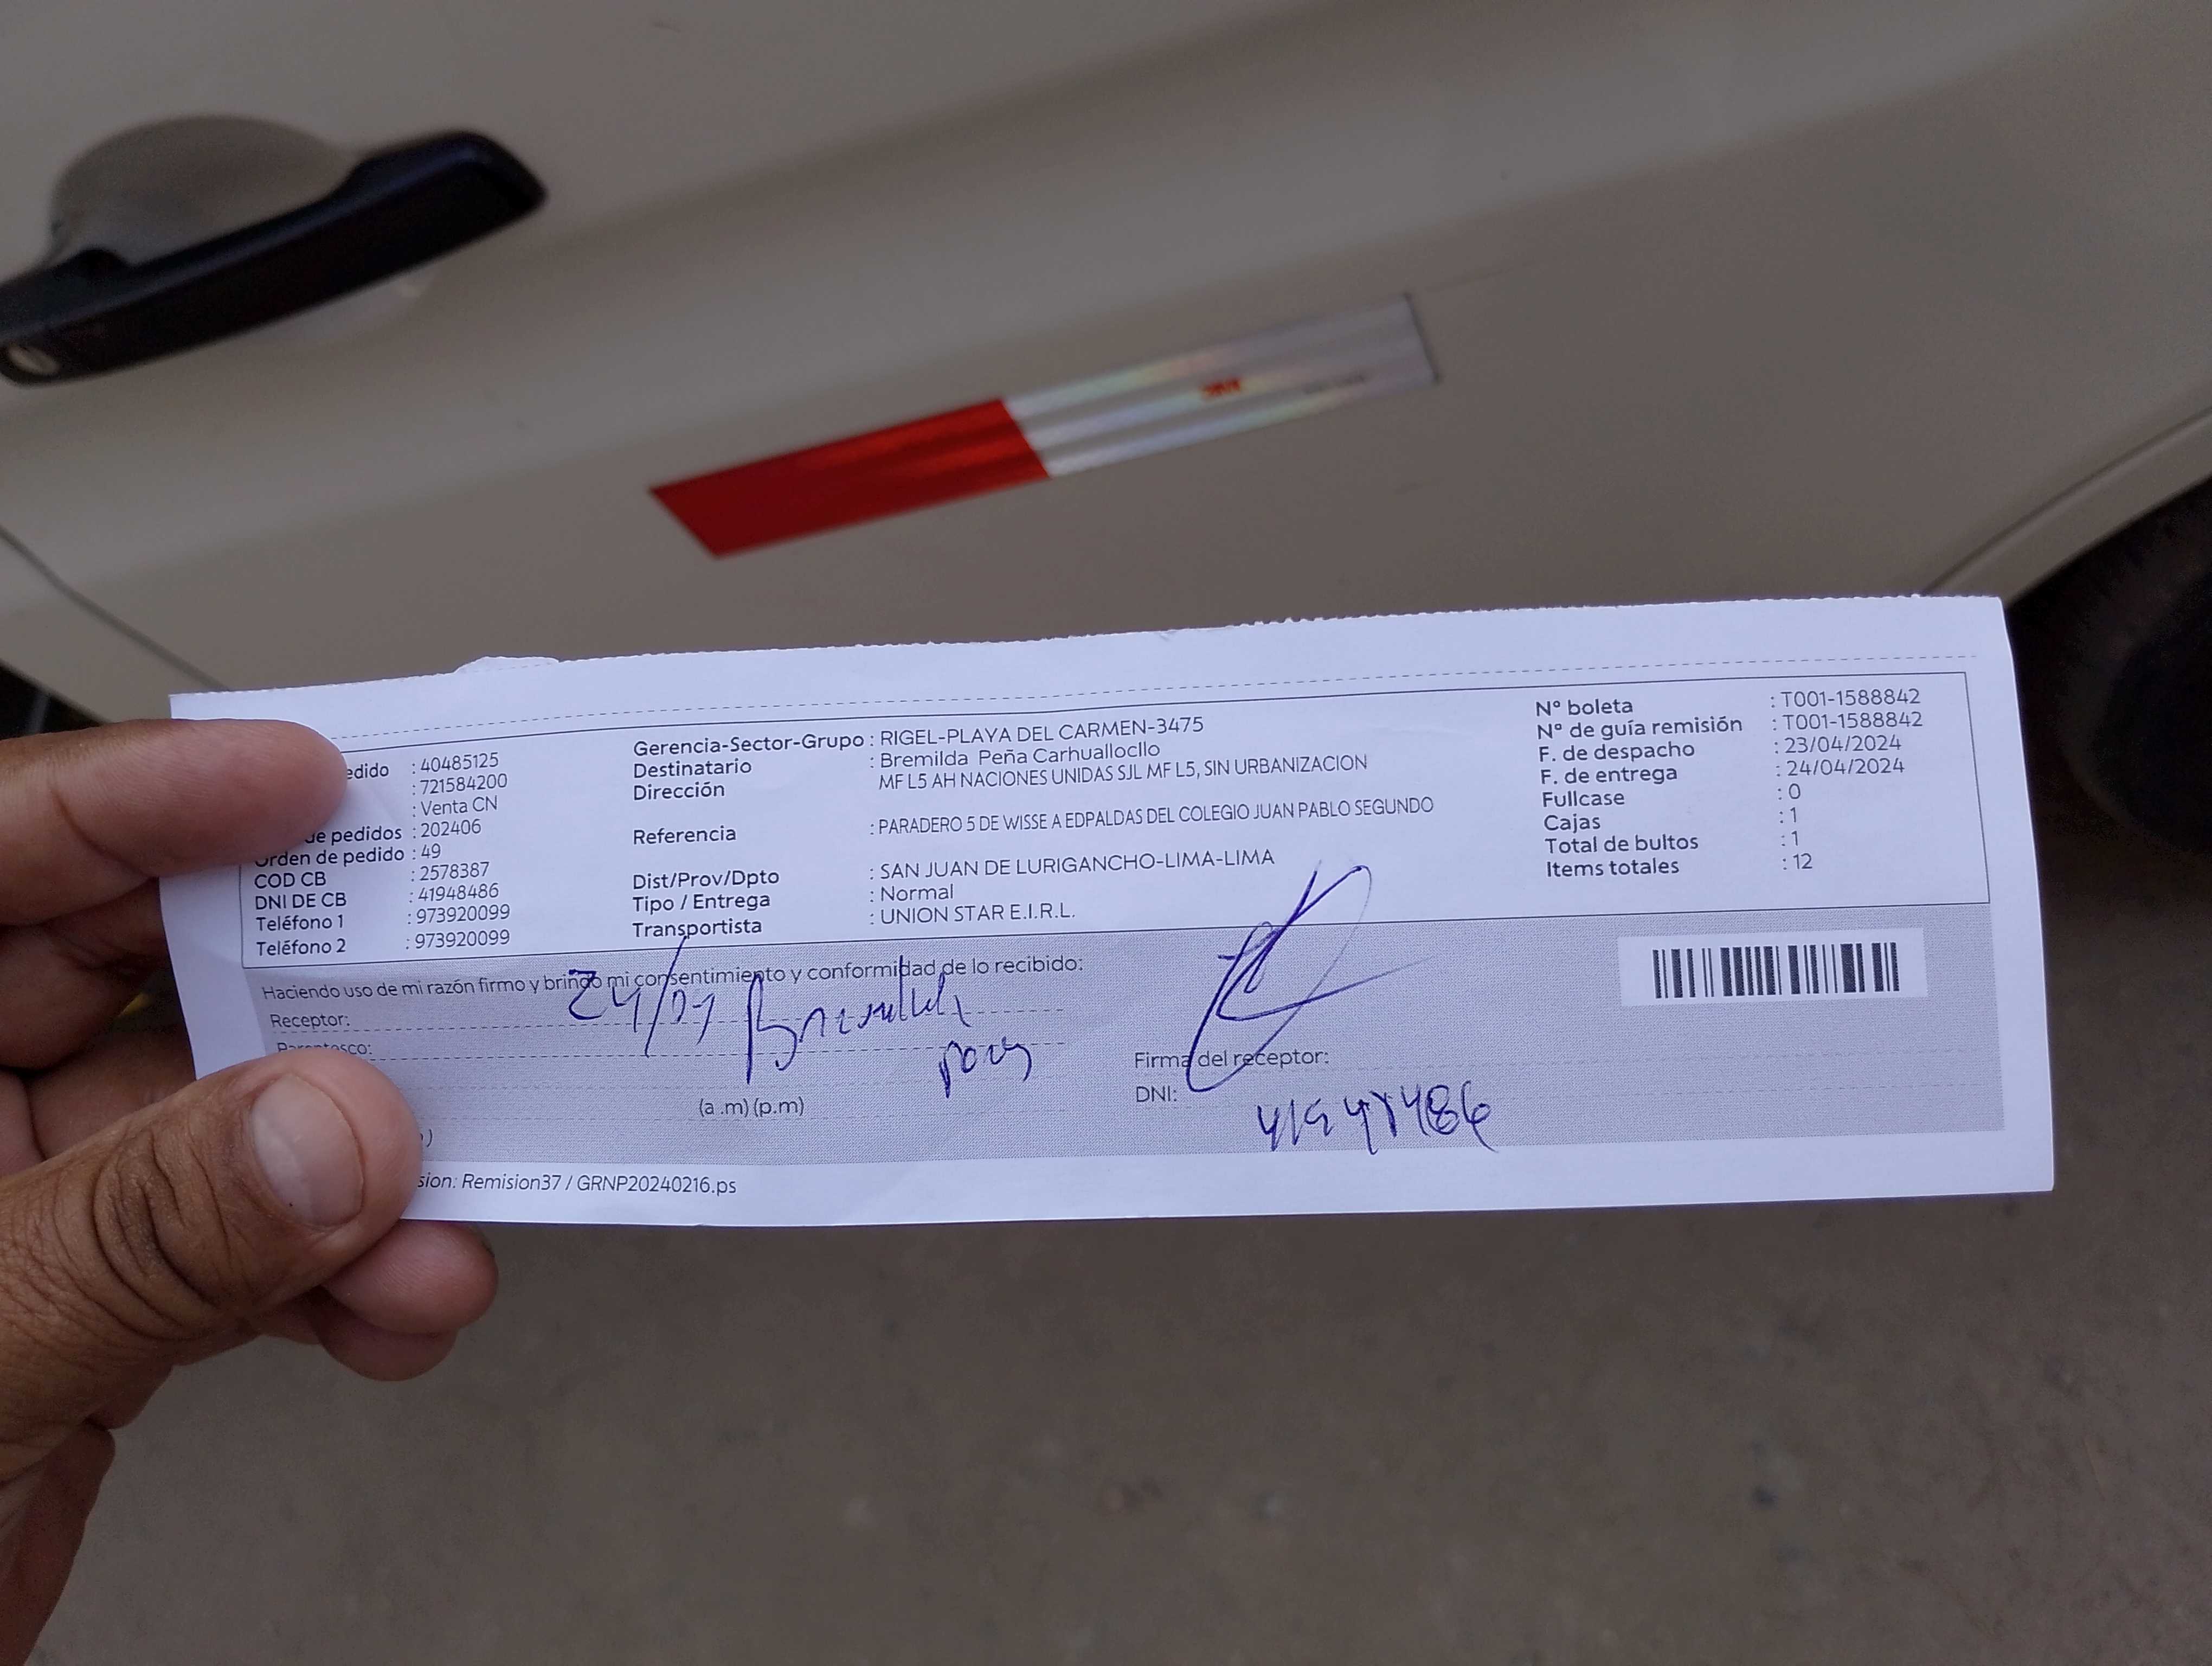 3M
edido : 40485125
: 721584200
: Venta CN
de pedidos : 202406
Orden de pedido : 49
COD CB : 2578387
DNI DE CB : 41948486
Teléfono 1 : 973920099
Teléfono 2 : 973920099
Gerencia-Sector-Grupo : RIGEL-PLAYA DEL CARMEN-3475
Destinatario : Bremilda Peña Carhuallocllo
Dirección MF L5 AH NACIONES UNIDAS SJL MF L5, SIN URBANIZACION
Referencia : PARADERO 5 DE WISSE A EDPALDAS DEL COLEGIO JUAN PABLO SEGUNDO
Dist/Prov/Dpto : SAN JUAN DE LURIGANCHO-LIMA-LIMA
Tipo / Entrega : Normal
Transportista : UNION STAR E.I.R.L.
Nº boleta : T001-1588842
Nº de guía remisión : T001-1588842
F. de despacho : 23/04/2024
F. de entrega : 24/04/2024
Fullcase : 0
Cajas : 1
Total de bultos : 1
Items totales : 12
Haciendo uso de mi razón firmo y brindo mi consentimiento y conformidad de lo recibido:
Receptor:
Parentesco:
(a .m) (p.m)
)
Firma del receptor:
DNI: 41948486
sion: Remision37 / GRNP20240216.ps